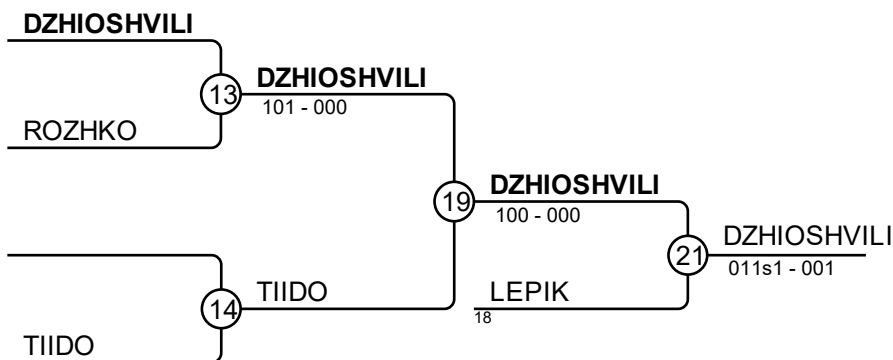 DZHIOSHVILI
13
DZHIOSHVILI
101 - 000
ROZHKO
19
DZHIOSHVILI
100 - 000
21
DZHIOSHVILI
011s1 - 001
14
TIIDO
LEPIK
18
TIIDO